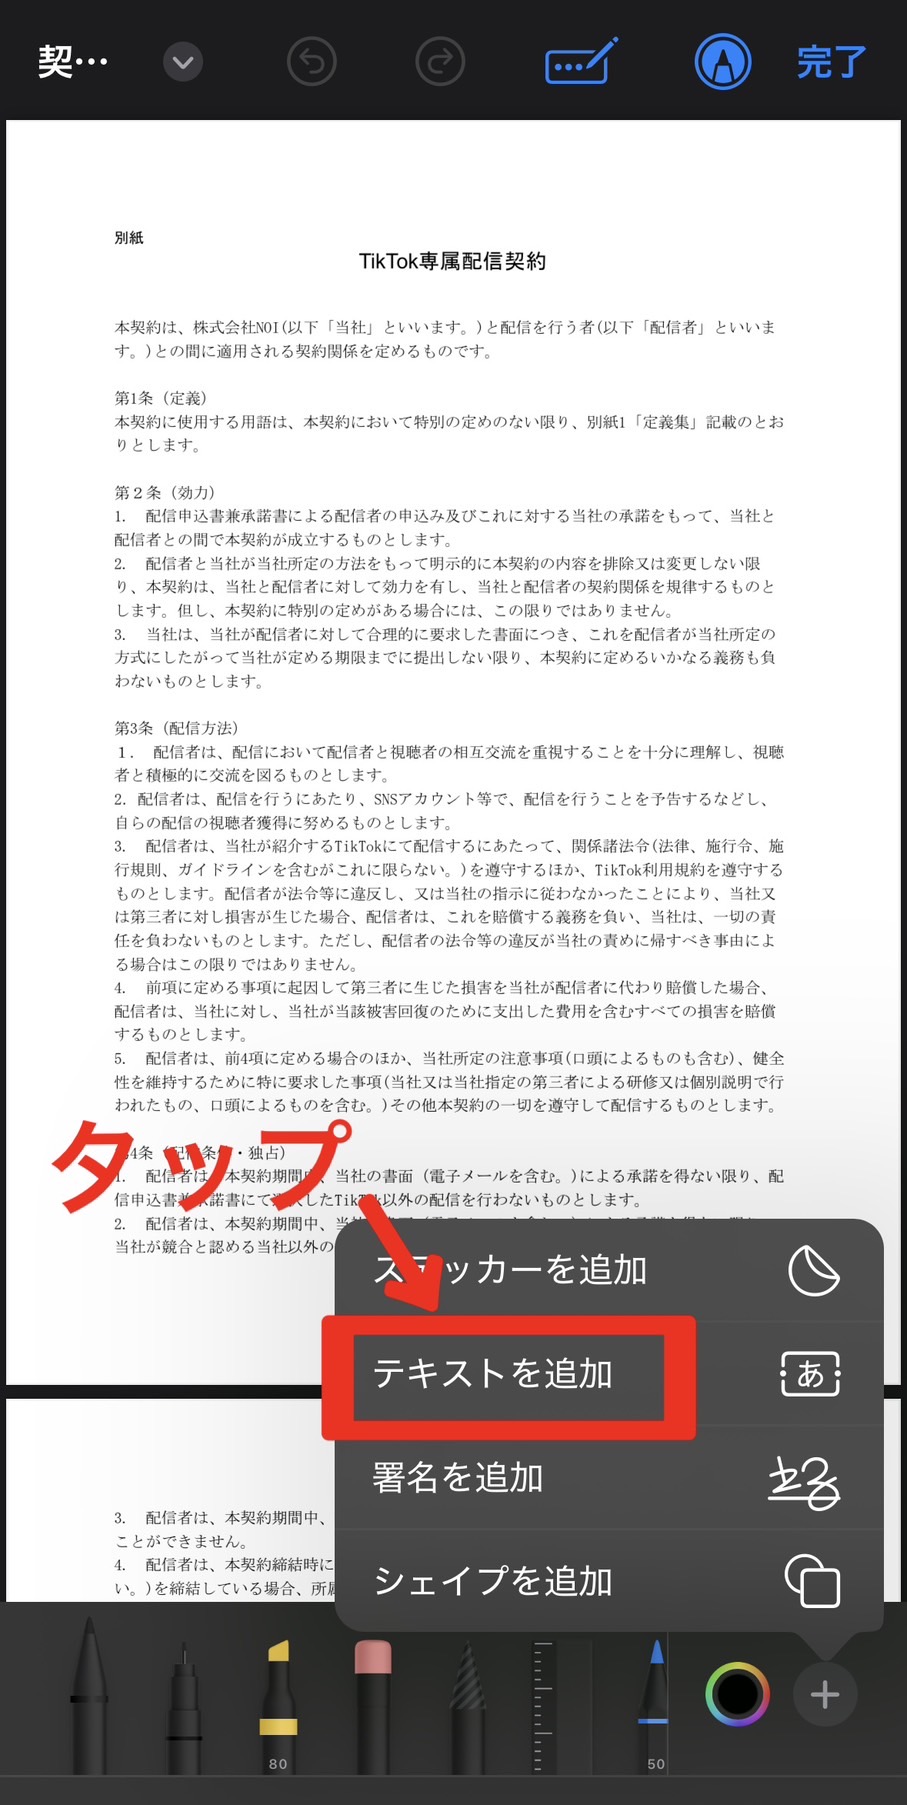 契…
完了
別紙
TikTok専属配信契約
本契約は、株式会社NOI(以下「当社」といいます。)と配信を行う者(以下「配信者」といいま
す。)との間に適用される契約関係を定めるものです。
第1条（定義）
本契約に使用する用語は、本契約において特別の定めのない限り、別紙1「定義集」記載のとお
りとします。
第２条（効力）
1.　配信申込書兼承諾書による配信者の申込み及びこれに対する当社の承諾をもって、当社と
配信者との間で本契約が成立するものとします。
2.　配信者と当社が当社所定の方法をもって明示的に本契約の内容を排除又は変更しない限
り、本契約は、当社と配信者に対して効力を有し、当社と配信者の契約関係を規律するものと
します。但し、本契約に特別の定めがある場合には、この限りではありません。
3.　当社は、当社が配信者に対して合理的に要求した書面につき、これを配信者が当社所定の
方式にしたがって当社が定める期限までに提出しない限り、本契約に定めるいかなる義務も負
わないものとします。
第3条（配信方法）
１.　配信者は、配信において配信者と視聴者の相互交流を重視することを十分に理解し、視聴
者と積極的に交流を図るものとします。
2. 配信者は、配信を行うにあたり、SNSアカウント等で、配信を行うことを予告するなどし、
自らの配信の視聴者獲得に努めるものとします。
3.　配信者は、当社が紹介するTikTokにて配信するにあたって、関係諸法令(法律、施行令、施
行規則、ガイドラインを含むがこれに限らない。)を遵守するほか、TikTok利用規約を遵守する
ものとします。配信者が法令等に違反し、又は当社の指示に従わなかったことにより、当社又
は第三者に対し損害が生じた場合、配信者は、これを賠償する義務を負い、当社は、一切の責
任を負わないものとします。ただし、配信者の法令等の違反が当社の責めに帰すべき事由によ
る場合はこの限りではありません。
4.　前項に定める事項に起因して第三者に生じた損害を当社が配信者に代わり賠償した場合、
配信者は、当社に対し、当社が当該被害回復のために支出した費用を含むすべての損害を賠償
するものとします。
5.　配信者は、前4項に定める場合のほか、当社所定の注意事項(口頭によるものも含む)、健全
性を維持するために特に要求した事項(当社又は当社指定の第三者による研修又は個別説明で行
われたもの、口頭によるものを含む。)その他本契約の一切を遵守して配信するものとします。
タップ
4条（配信条件・独占）
1.　配信者は、本契約期間中、当社の書面（電子メールを含む。)による承諾を得ない限り、配
信申込書兼承諾書にて記入したTikTok以外の配信を行わないものとします。
2.　配信者は、本契約期間中、当
当社が競合と認める当社以外の
ステッカーを追加
テキストを追加
あ
署名を追加
シェイプを追加
3.　配信者は、本契約期間中、
ことができません。
4.　配信者は、本契約締結時に
い。)を締結している場合、所属
80
50